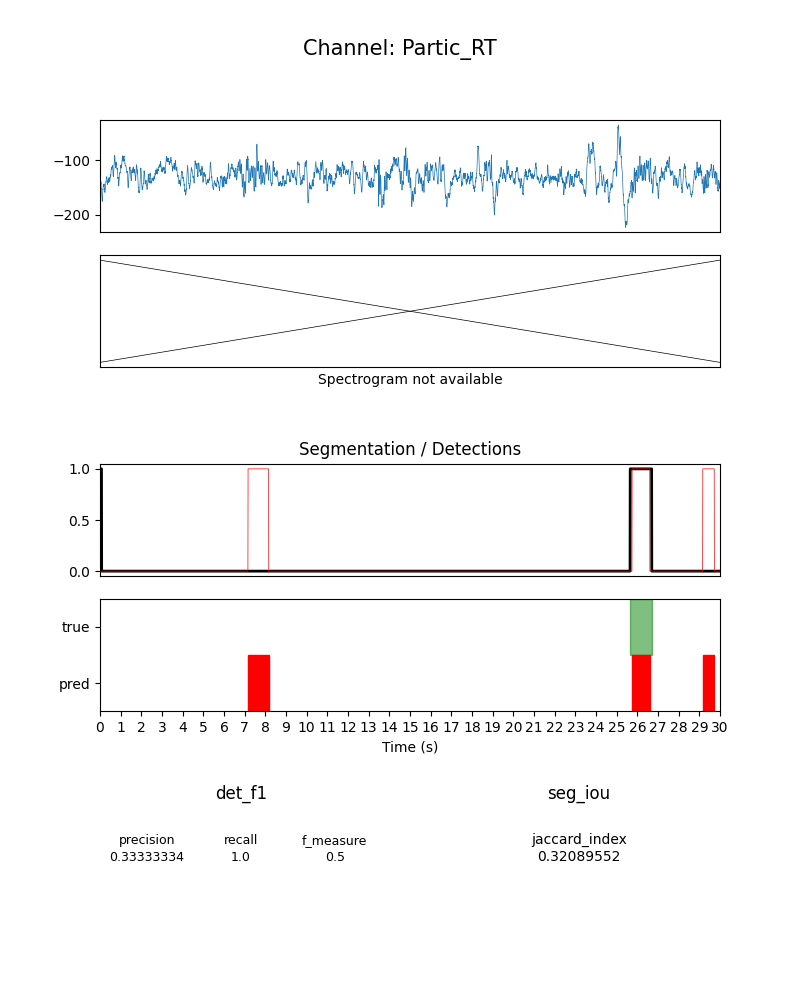 Channel: Partic_RT
−100
−200
Spectrogram not available
Segmentation / Detections
1.0
0.5
0.0
true
pred
0 1 2 3 4 5 6 7 8 9 10 11 12 13 14 15 16 17 18 19 20 21 22 23 24 25 26 27 28 29 30
Time (s)
det_f1 seg_iou
precision recall f_measure jaccard_index
0.33333334 1.0 0.5 0.32089552